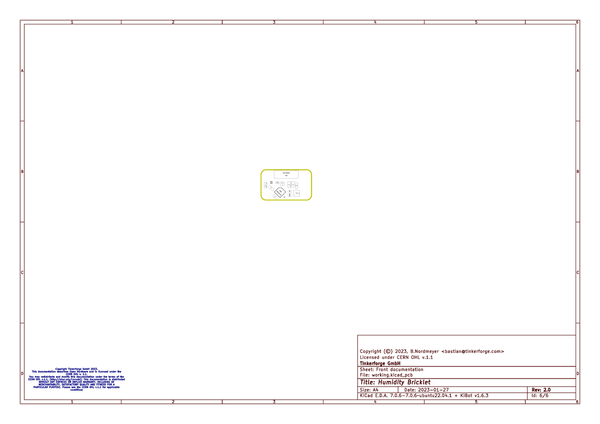 1 2 3 4 5 6
A A
B B
C C
D D
Copyright (C) 2023, B.Nordmeyer <bastian@tinkerforge.com>
Licensed under CERN OHL v.1.1
Tinkerforge GmbH
Sheet: Front documentation
File: working.kicad_pcb
Title: Humidity Bricklet
Size: A4 Date: 2023-01-27 Rev: 2.0
KiCad E.D.A. 7.0.6-7.0.6~ubuntu22.04.1 + KiBot v1.6.3 Id: 6/6
Copyright Tinkerforge GmbH 2023.
This documentation describes Open Hardware and is licensed under the
CERN OHL v. 1.1.
You may redistribute and modify this documentation under the terms of the
CERN OHL v.1.1. (http://ohwr.org/cernohl). This documentation is distributed
WITHOUT ANY EXPRESS OR IMPLIED WARRANTY, INCLUDING OF
MERCHANTABILITY, SATISFACTORY QUALITY AND FITNESS FOR A
PARTICULAR PURPOSE. Please see the CERN OHL v.1.1 for applicable
conditions
1 2 3 4 5 6